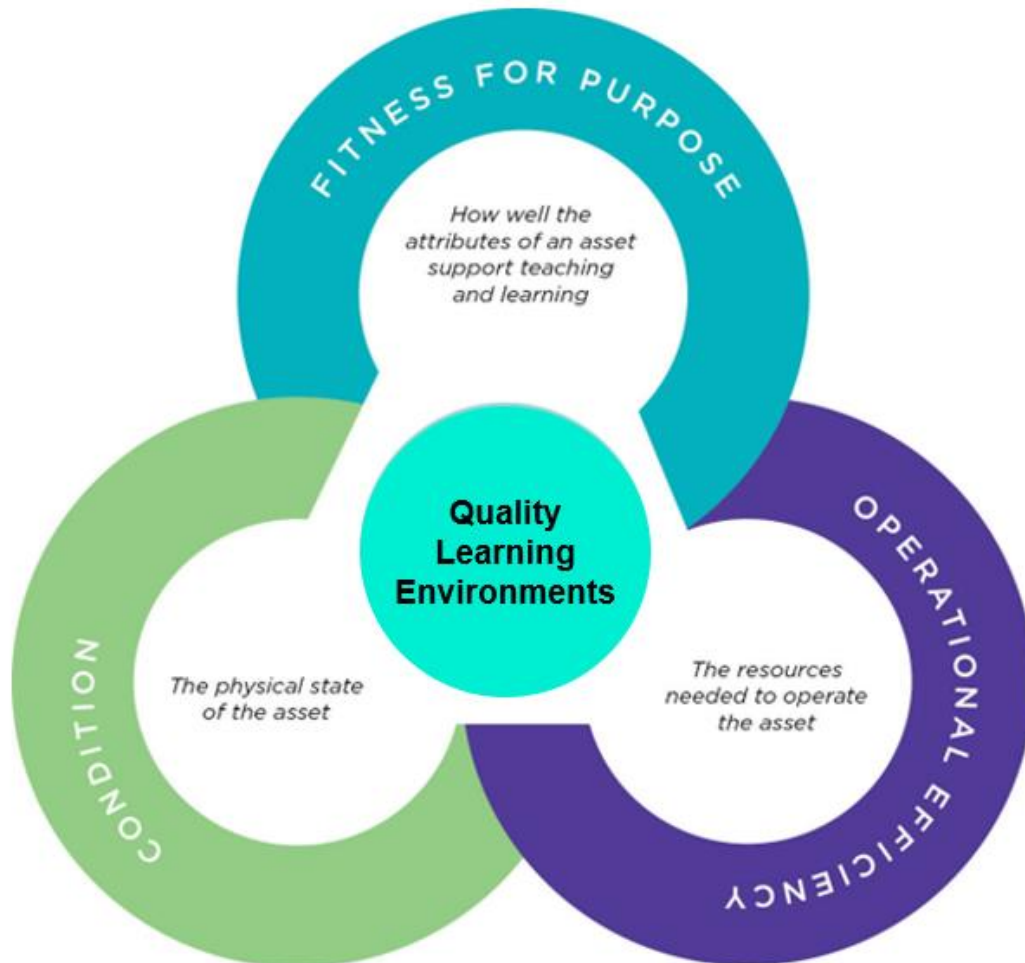 FITNESS FOR PURPOSE
How well the
attributes of an asset
support teaching
and learning
Quality
Learning
Environments
CONDITION
The physical state
of the asset
OPERATIONAL EFFICIENCY
The resources
needed to operate
the asset